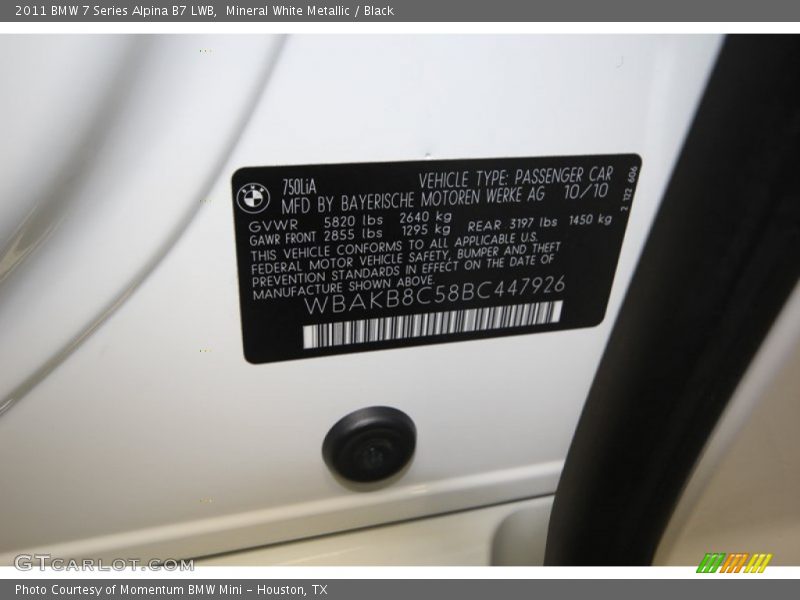 2011 BMW 7 Series Alpina B7 LWB,  Mineral White Metallic / Black
750LiA
VEHICLE TYPE: PASSENGER CAR
MFD BY BAYERISCHE MOTOREN WERKE AG 10/10
GVWR 5820 lbs 2640 kg
GAWR FRONT 2855 lbs 1295 kg REAR 3197 lbs 1450 kg
THIS VEHICLE CONFORMS TO ALL APPLICABLE U.S.
FEDERAL MOTOR VEHICLE SAFETY, BUMPER AND THEFT
PREVENTION STANDARDS IN EFFECT ON THE DATE OF
MANUFACTURE SHOWN ABOVE.
WBAKB8C58BC447926
2 122 606
GTcarlot.com
Photo Courtesy of Momentum BMW Mini - Houston, TX